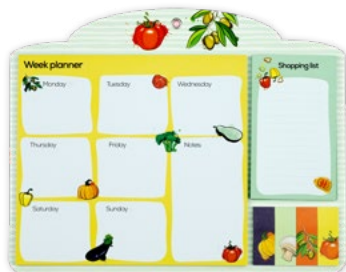 Week planner
Monday
Tuesday
Wednesday
Thursday
Friday
Notes
Saturday
Sunday
Shopping list